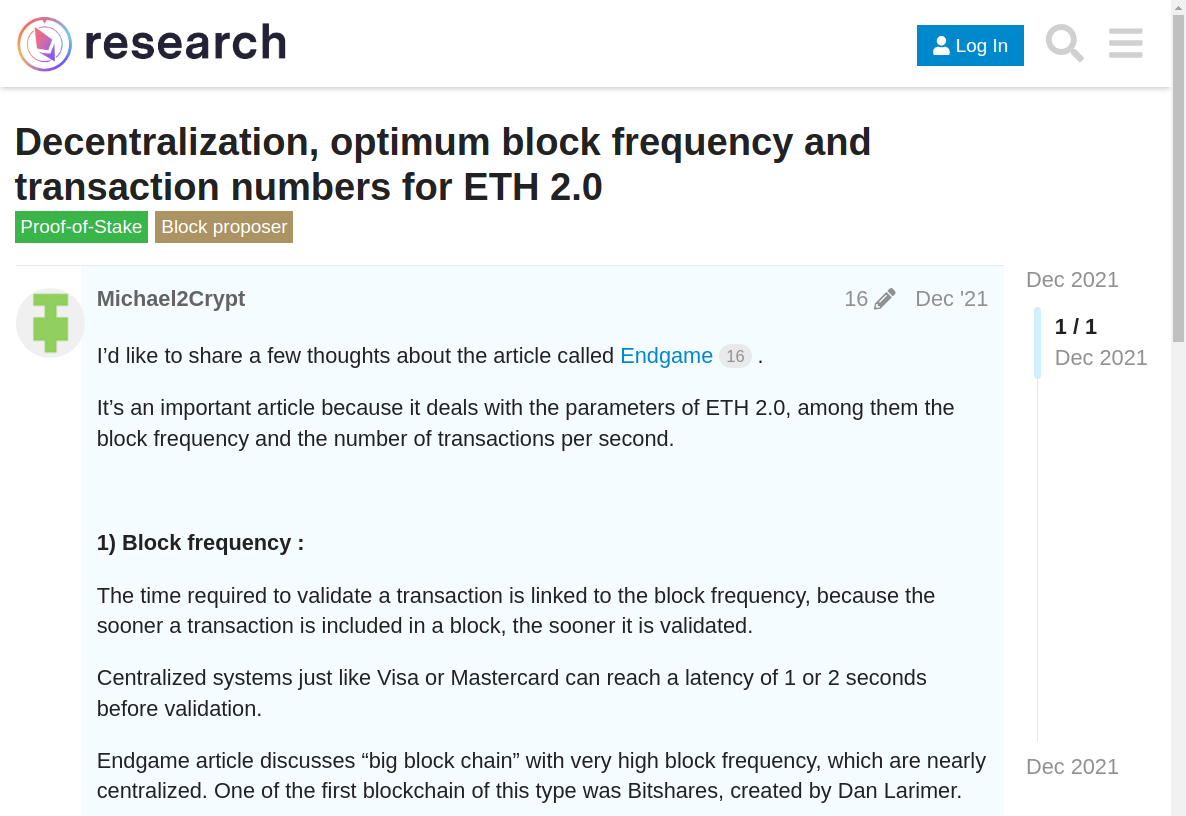 research
Log In
Decentralization, optimum block frequency and
transaction numbers for ETH 2.0
Proof-of-Stake Block proposer
Michael2Crypt
16
Dec '21
I’d like to share a few thoughts about the article called Endgame 16 .
It’s an important article because it deals with the parameters of ETH 2.0, among them the
block frequency and the number of transactions per second.
1) Block frequency :
The time required to validate a transaction is linked to the block frequency, because the
sooner a transaction is included in a block, the sooner it is validated.
Centralized systems just like Visa or Mastercard can reach a latency of 1 or 2 seconds
before validation.
Endgame article discusses “big block chain” with very high block frequency, which are nearly
centralized. One of the first blockchain of this type was Bitshares, created by Dan Larimer.
Dec 2021
1 / 1
Dec 2021
Dec 2021